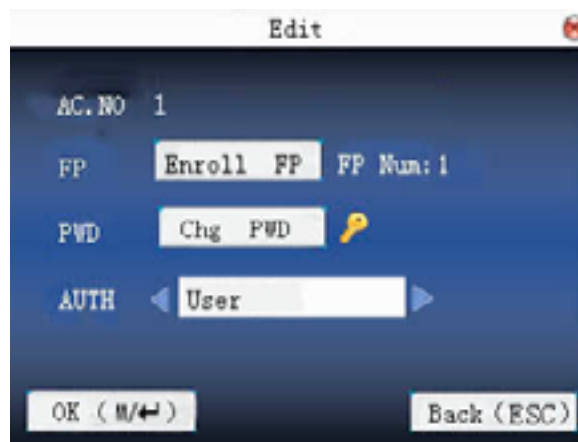 Edit
AC.NO 1
FP Enroll FP FP Num:1
PWD Chg PWD
AUTH User
OK (M/↵) Back (ESC)